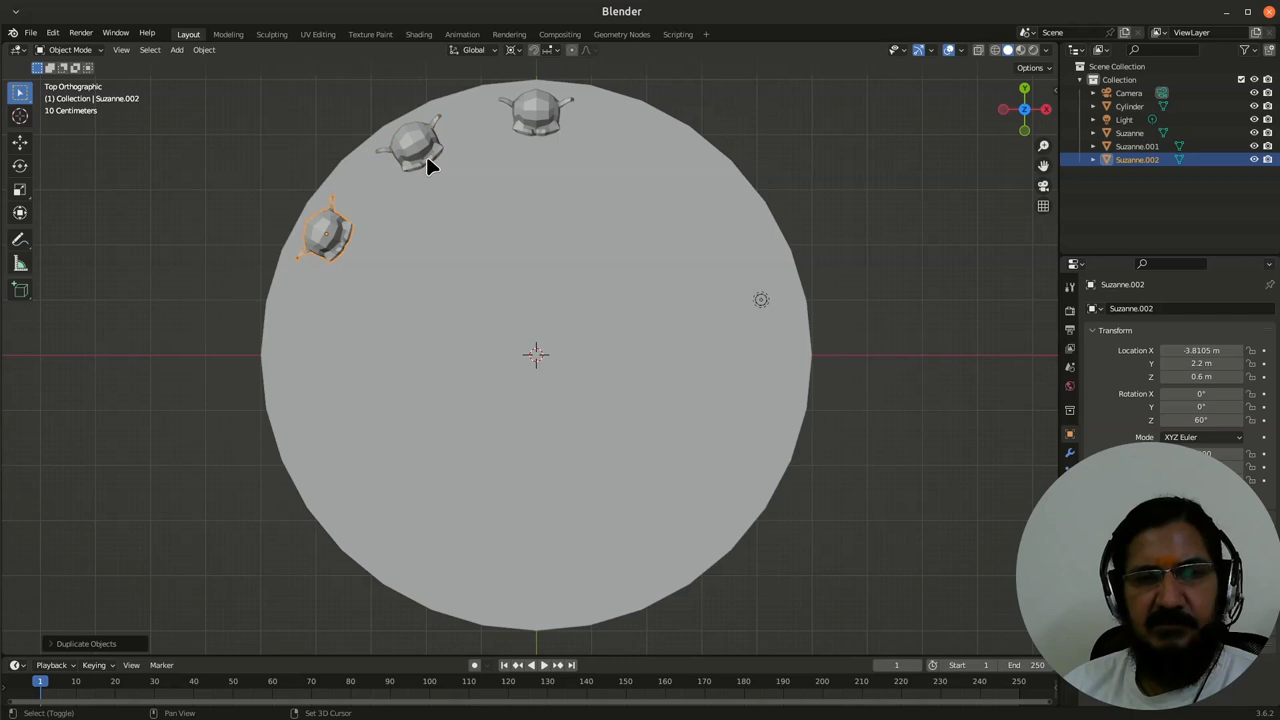 Blender
File Edit Render Window Help
Layout Modeling Sculpting UV Editing Texture Paint Shading Animation Rendering Compositing Geometry Nodes Scripting
Scene
ViewLayer
Object Mode
View Select Add Object
Global
Options
Top Orthographic
(1) Collection | Suzanne.002
10 Centimeters
Y
Z
X
Scene Collection
Collection
Camera
Cylinder
Light
Suzanne
Suzanne.001
Suzanne.002
Suzanne.002
Suzanne.002
Transform
Location X -3.8105 m
Y 2.2 m
Z 0.6 m
Rotation X 0°
Y 0°
Z 60°
Mode XYZ Euler
Duplicate Objects
Playback Keying View Marker
1
Start 1
End 250
1 10 20 30 40 50 60 70 80 90 100 110 120 130 140 150 160 170 180 190 200 210 220 230 240 250
Select (Toggle) Pan View Set 3D Cursor
3.6.2